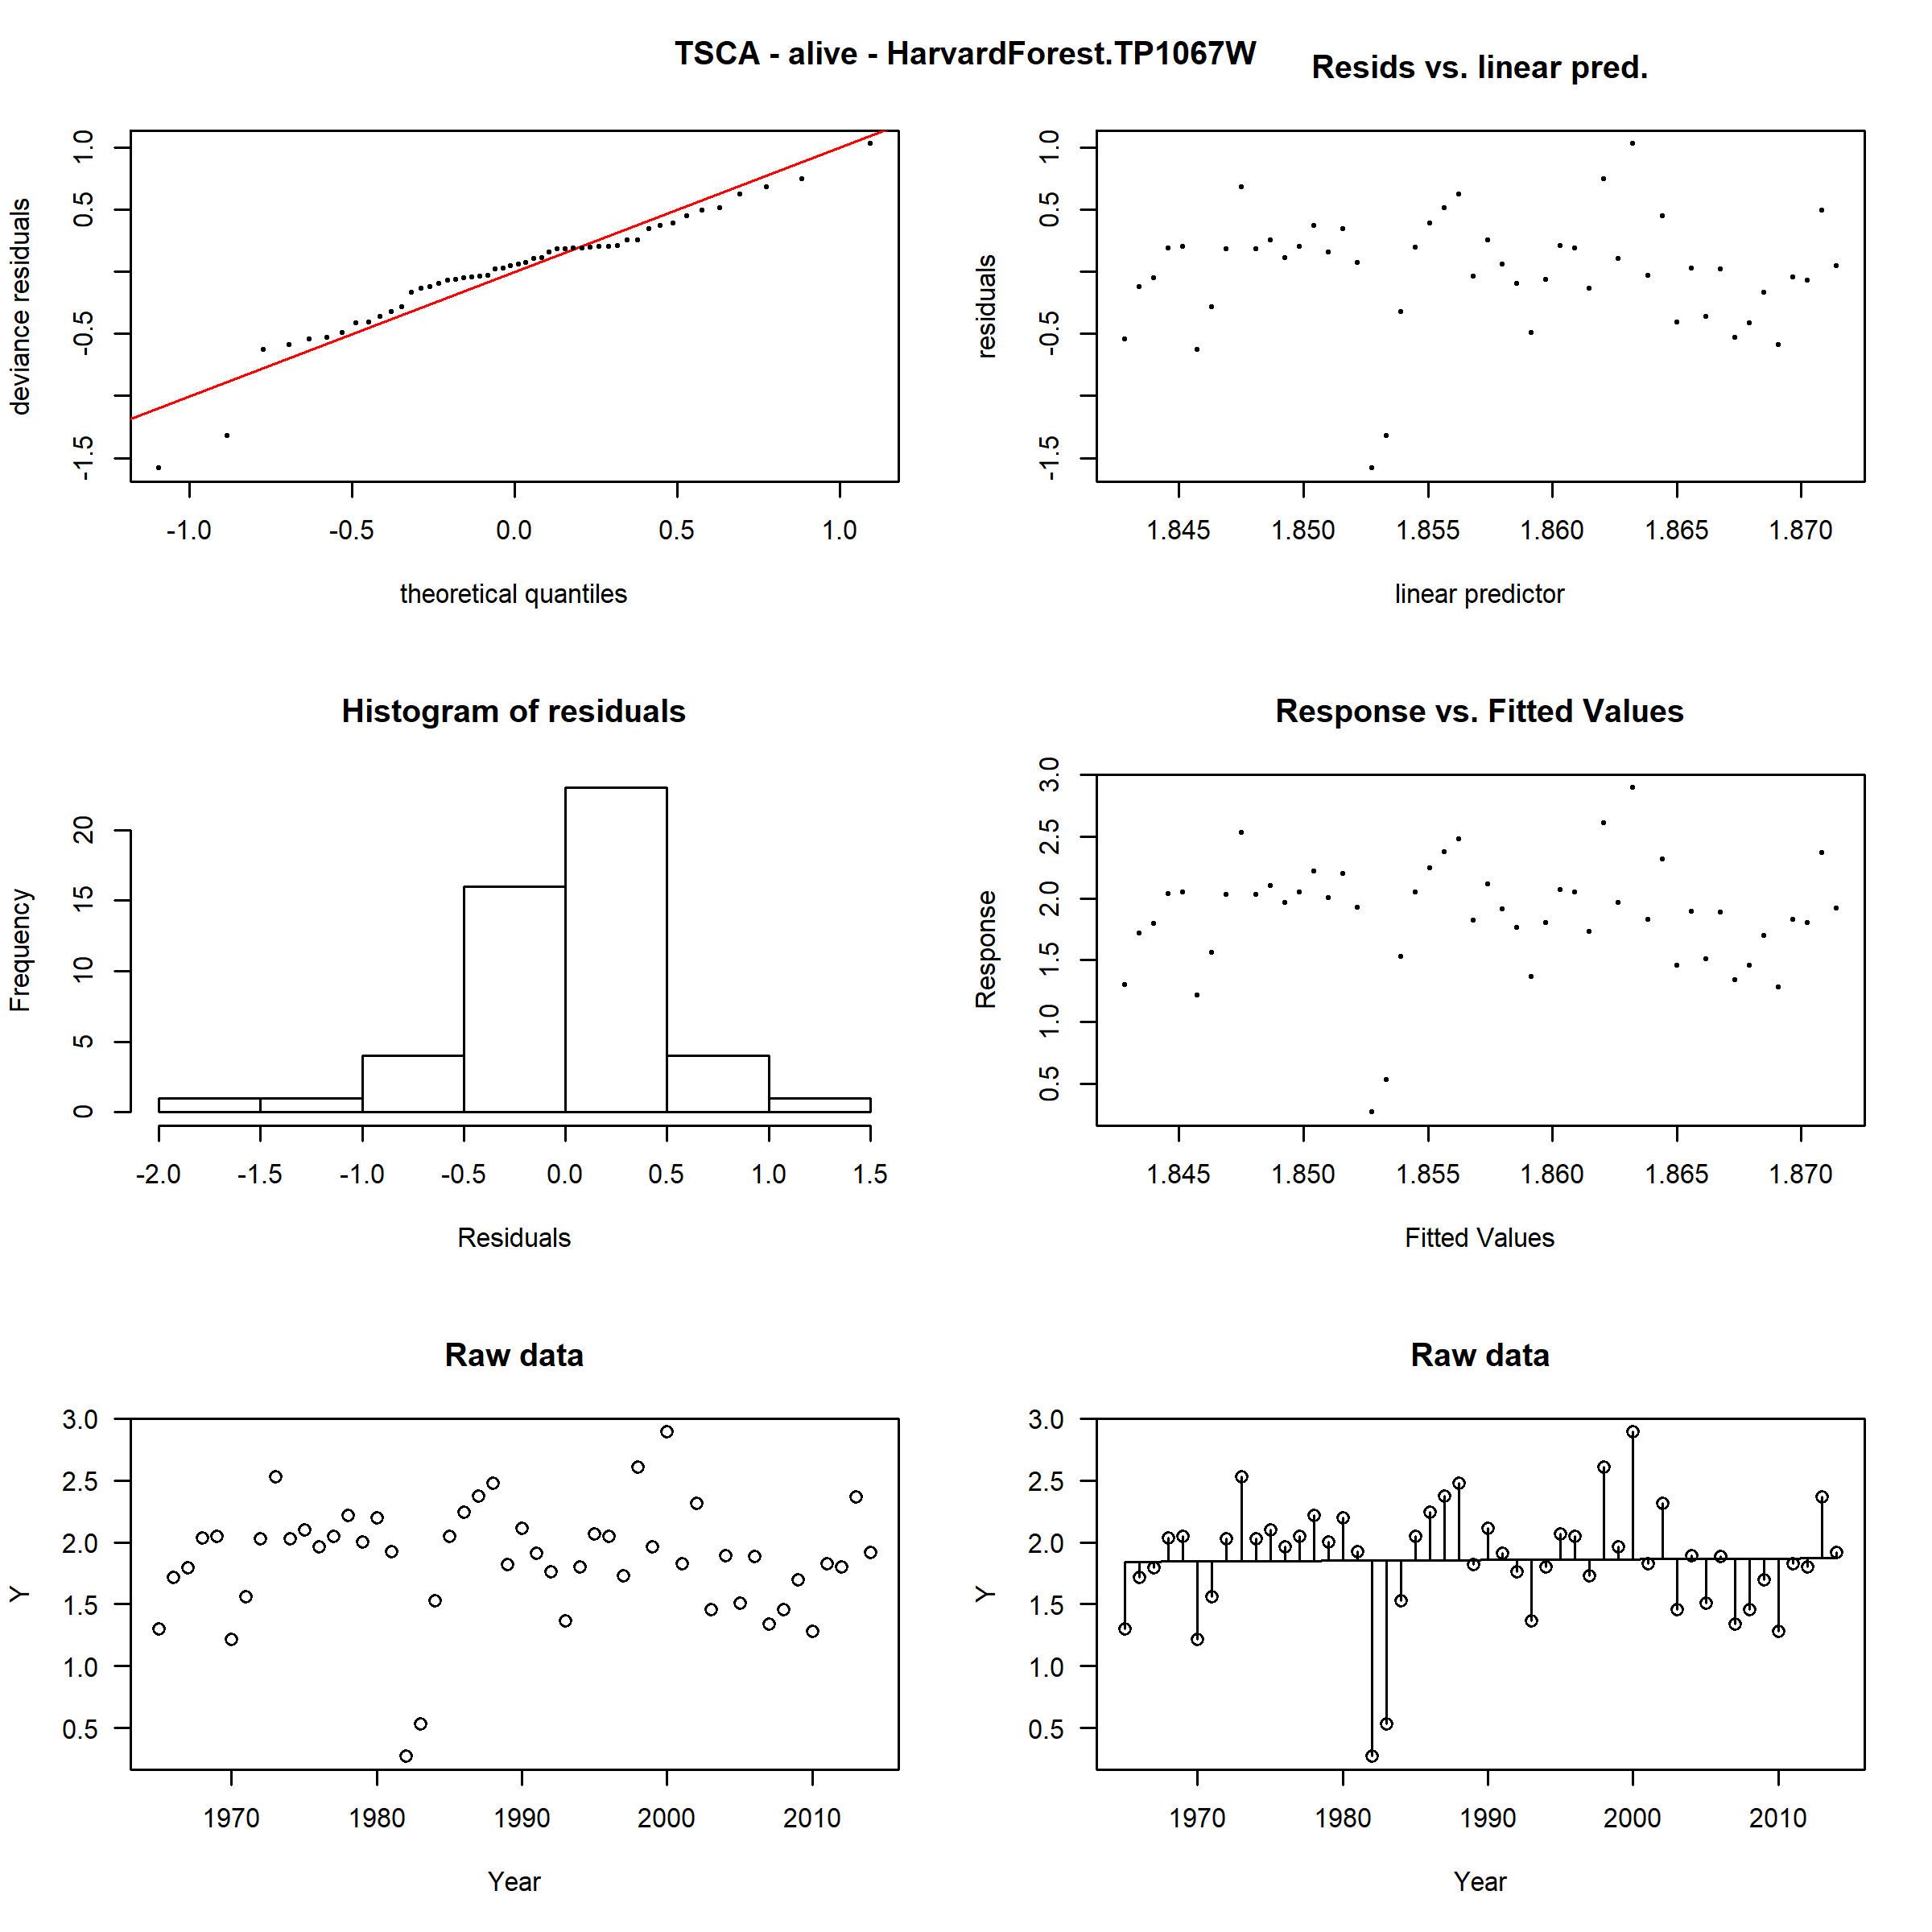 TSCA - alive - HarvardForest.TP1067W
deviance residuals
-1.5 -0.5 0.5 1.0
-1.0 -0.5 0.0 0.5 1.0
theoretical quantiles
Resids vs. linear pred.
residuals
-1.5 -0.5 0.5 1.0
1.845 1.850 1.855 1.860 1.865 1.870
linear predictor
Histogram of residuals
Frequency
0 5 10 15 20
-2.0 -1.5 -1.0 -0.5 0.0 0.5 1.0 1.5
Residuals
Response vs. Fitted Values
Response
0.5 1.0 1.5 2.0 2.5 3.0
1.845 1.850 1.855 1.860 1.865 1.870
Fitted Values
Raw data
Y
3.0
2.5
2.0
1.5
1.0
0.5
1970 1980 1990 2000 2010
Year
Raw data
Y
3.0
2.5
2.0
1.5
1.0
0.5
1970 1980 1990 2000 2010
Year